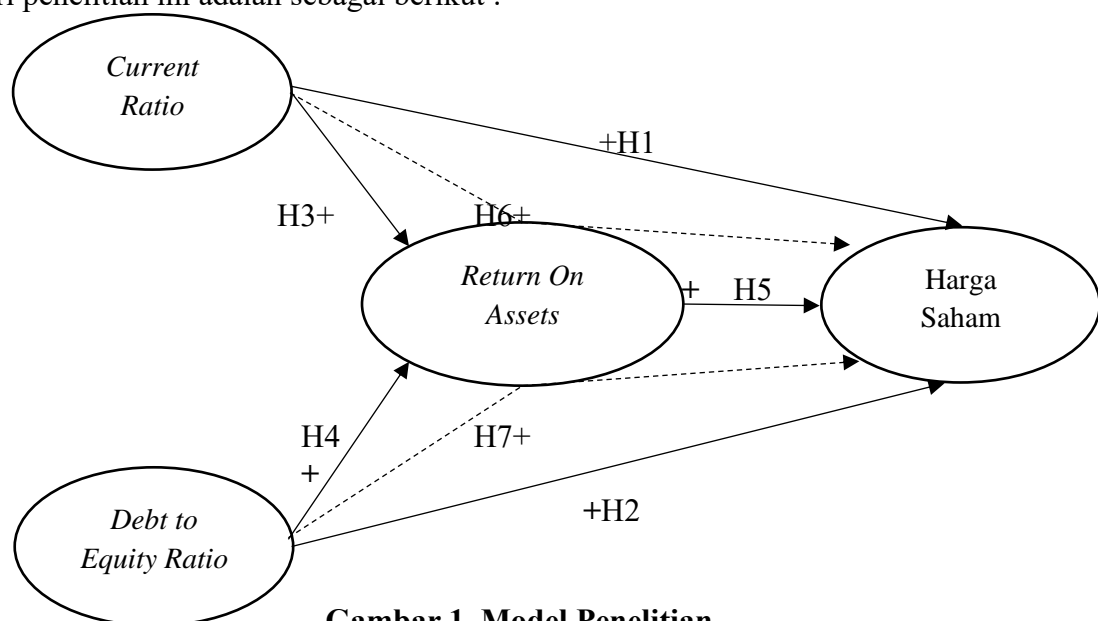 ri penelitian ini adalah sebagai berikut :
Current
Ratio
+H1
H3+
H6+
Return On
Assets
+ H5
Harga
Saham
H4
+
H7+
+H2
Debt to
Equity Ratio
Gambar 1. Model Penelitian